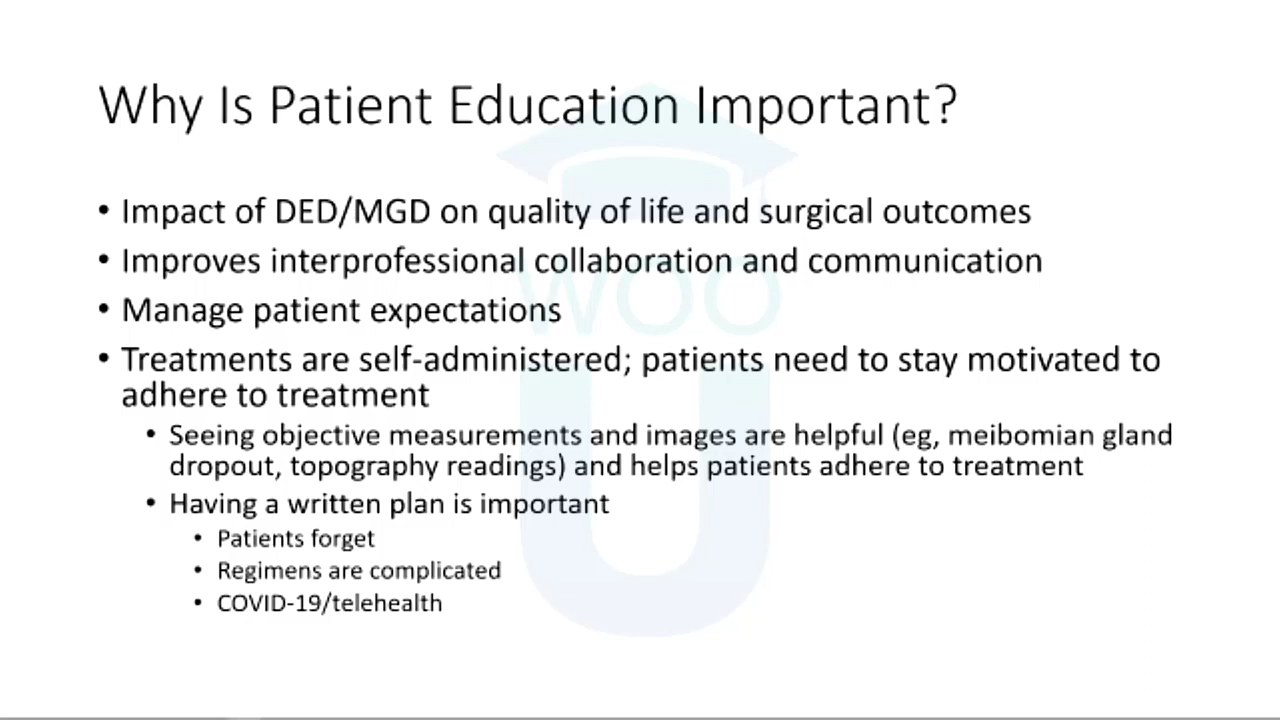 Why Is Patient Education Important?
• Impact of DED/MGD on quality of life and surgical outcomes
• Improves interprofessional collaboration and communication
• Manage patient expectations
• Treatments are self-administered; patients need to stay motivated to
adhere to treatment
• Seeing objective measurements and images are helpful (eg, meibomian gland
dropout, topography readings) and helps patients adhere to treatment
• Having a written plan is important
• Patients forget
• Regimens are complicated
• COVID-19/telehealth
WOO
U